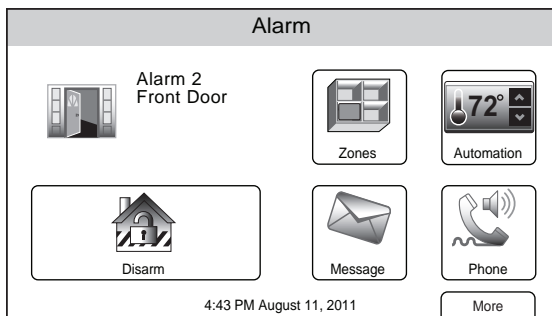 Alarm
Alarm 2
Front Door
72°
Zones
Automation
Disarm
Message
Phone
4:43 PM August 11, 2011
More